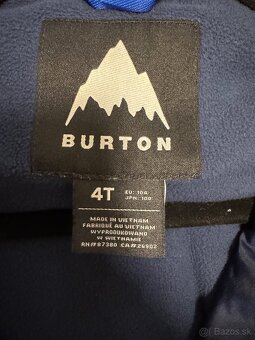 BURTON
4T
EU: 104
JPN: 100
MADE IN VIETNAM
FABRIQUÉ AU VIETNAM
WYPRODUKOWANO
W WIETNAMIE
RN#87380 CA#26902
bazos.sk